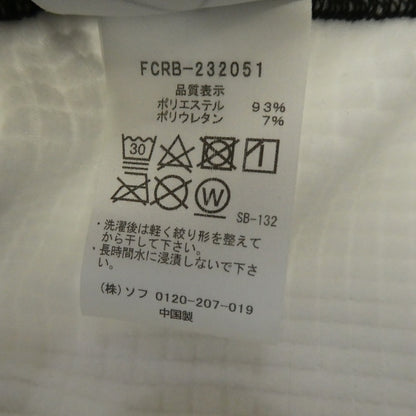 FCRB-232051
品質表示
ポリエステル 93%
ポリウレタン 7%
30
W
SB-132
・洗濯後は軽く絞り形を整えて
から干して下さい。
・長時間水に浸漬しないで下さ
い。
(株)ソフ 0120-207-019
中国製